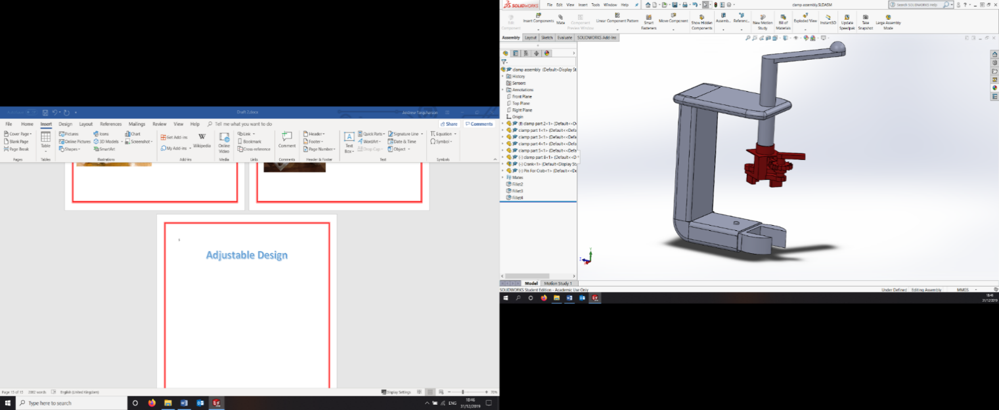 Draft 2.docx
Andrew Farquharson
File Home Insert Design Layout References Mailings Review View Help Tell me what you want to do
Share Comments
Cover Page
Blank Page
Page Break
Pages
Table
Tables
Pictures
Online Pictures
Shapes
Icons
3D Models
SmartArt
Chart
Screenshot
Illustrations
Get Add-ins
My Add-ins
Wikipedia
Add-ins
Online
Video
Media
Link
Bookmark
Cross-reference
Links
Comment
Comments
Header
Footer
Page Number
Header & Footer
Text
Box
Quick Parts
WordArt
Drop Cap
Signature Line
Date & Time
Object
Text
Equation
Symbol
Symbols
Adjustable Design
Page 15 of 15 2082 words English (United Kingdom)
Display Settings
70%
Type here to search
ENG
18:46
31/12/2019
SOLIDWORKS
File Edit View Insert Tools Window Help
clamp assembly.SLDASM
Search SOLIDWORKS Help
Edit
Component
Insert Components
Mate
Component
Preview Window
Linear Component Pattern
Smart
Fasteners
Move Component
Show Hidden
Components
Assemb...
Referenc...
New Motion
Study
Bill of
Materials
Exploded View
Instant3D
Update
Speedpak
Take
Snapshot
Large Assembly
Mode
Assembly Layout Sketch Evaluate SOLIDWORKS Add-Ins
clamp assembly (Default<Display St
History
Sensors
Annotations
Front Plane
Top Plane
Right Plane
Origin
(f) clamp part 2<1> (Default<<D
clamp part 1<1> (Default<<Def
clamp part 3<1> (Default<<Def
clamp part 4<1> (Default<<Def
clamp part 5<1> (Default<<Defa
(-) clamp part 8<1> (Default<<D
(-) Crank<1> (Default<Display Sta
(-) Pin For Crab<1> (Default<<De
Mates
Fillet2
Fillet3
Fillet4
Model Motion Study 1
SOLIDWORKS Student Edition - Academic Use Only
Under Defined Editing Assembly MMGS
18:46
31/12/2019